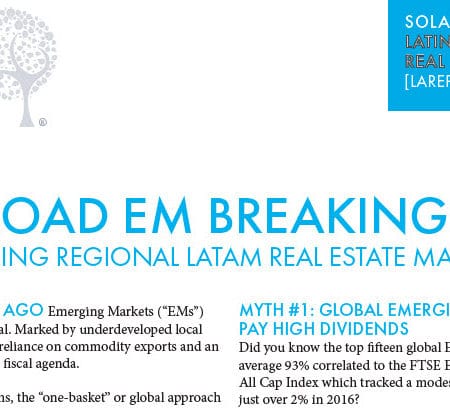 ®
SOLA
LATIN
REAL
[LAREF
OAD EM BREAKING
ING REGIONAL LATAM REAL ESTATE MA
AGO Emerging Markets (“EMs”)
al. Marked by underdeveloped local
reliance on commodity exports and an
fiscal agenda.
ns, the “one-basket” or global approach
MYTH #1: GLOBAL EMERGI
PAY HIGH DIVIDENDS
Did you know the top fifteen global E
average 93% correlated to the FTSE E
All Cap Index which tracked a modes
just over 2% in 2016?